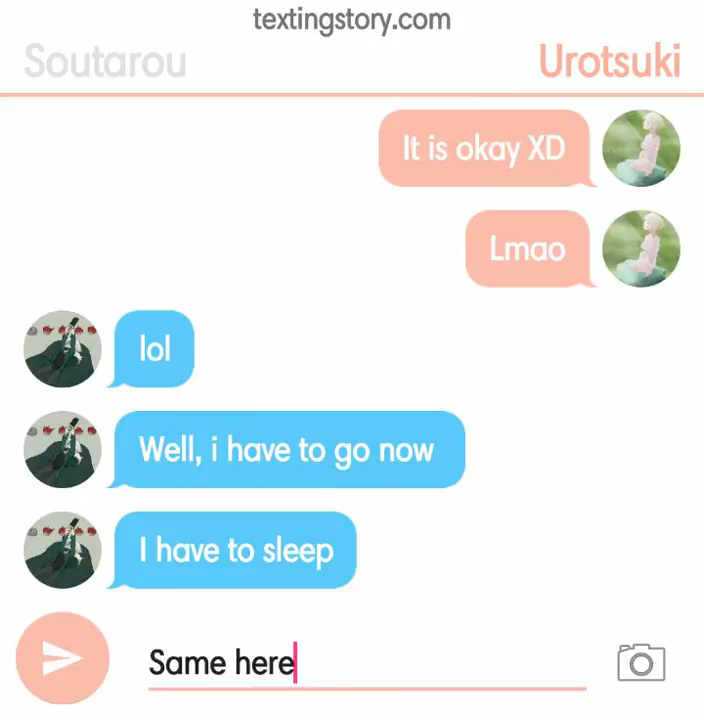 textingstory.com
Soutarou
Urotsuki
It is okay XD
Lmao
lol
Well, i have to go now
I have to sleep
Same here